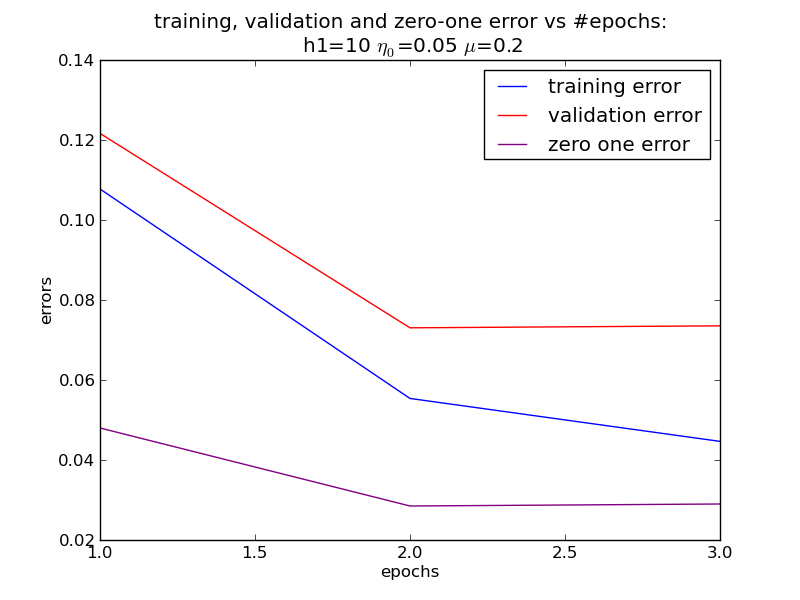 training, validation and zero-one error vs #epochs:
h1=10 η₀=0.05 μ=0.2
training error
validation error
zero one error
0.14
0.12
0.10
0.08
0.06
0.04
0.02
errors
1.0 1.5 2.0 2.5 3.0
epochs